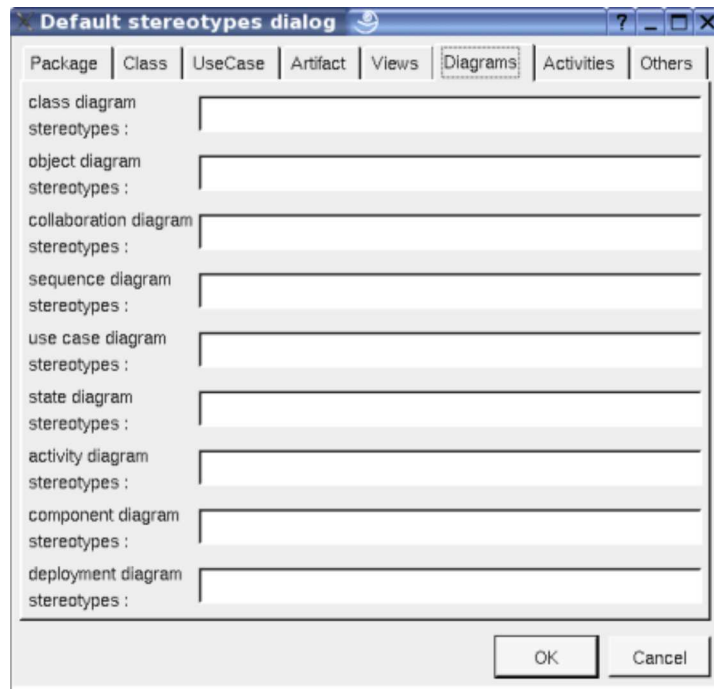 Default stereotypes dialog
Package Class UseCase Artifact Views Diagrams Activities Others
class diagram
stereotypes :
object diagram
stereotypes :
collaboration diagram
stereotypes :
sequence diagram
stereotypes :
use case diagram
stereotypes :
state diagram
stereotypes :
activity diagram
stereotypes :
component diagram
stereotypes :
deployment diagram
stereotypes :
OK Cancel